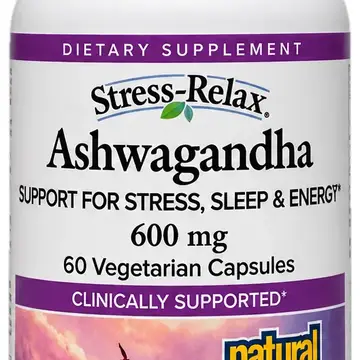 DIETARY SUPPLEMENT
Stress-Relax®
Ashwagandha
SUPPORT FOR STRESS, SLEEP & ENERGY*
600 mg
60 Vegetarian Capsules
CLINICALLY SUPPORTED*
natural